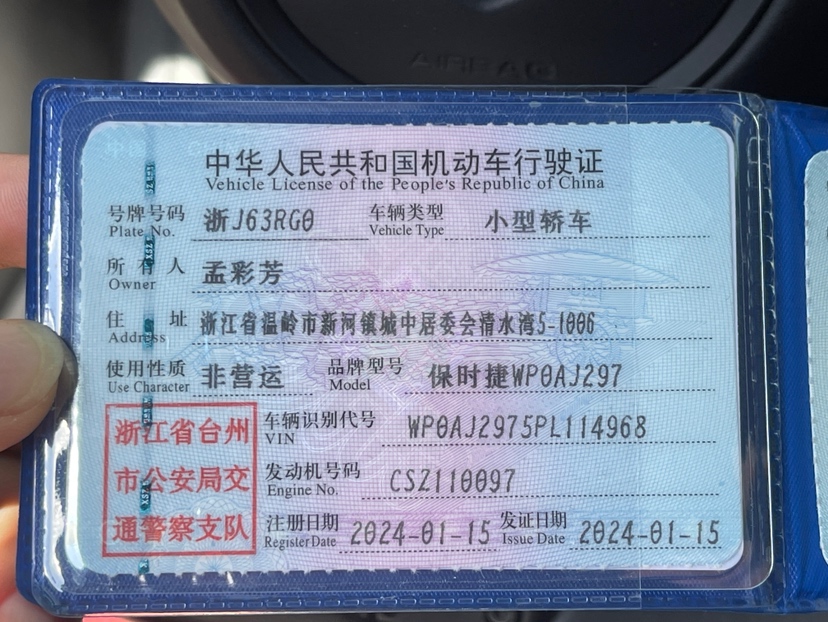 AIRBAG
中华人民共和国机动车行驶证
Vehicle License of the People's Republic of China
号牌号码 浙J63RG0 车辆类型 小型轿车
Plate No. Vehicle Type
所有人 孟彩芳
Owner
住址 浙江省温岭市新河镇城中居委会清水湾5-1006
Address
使用性质 非营运 品牌型号 保时捷WP0AJ297
Use Character Model
浙江省台州 车辆识别代号 WP0AJ2975PL114968
VIN
市公安局交 发动机号码 CSZ110097
Engine No.
通警察支队 注册日期 2024-01-15 发证日期 2024-01-15
Register Date Issue Date